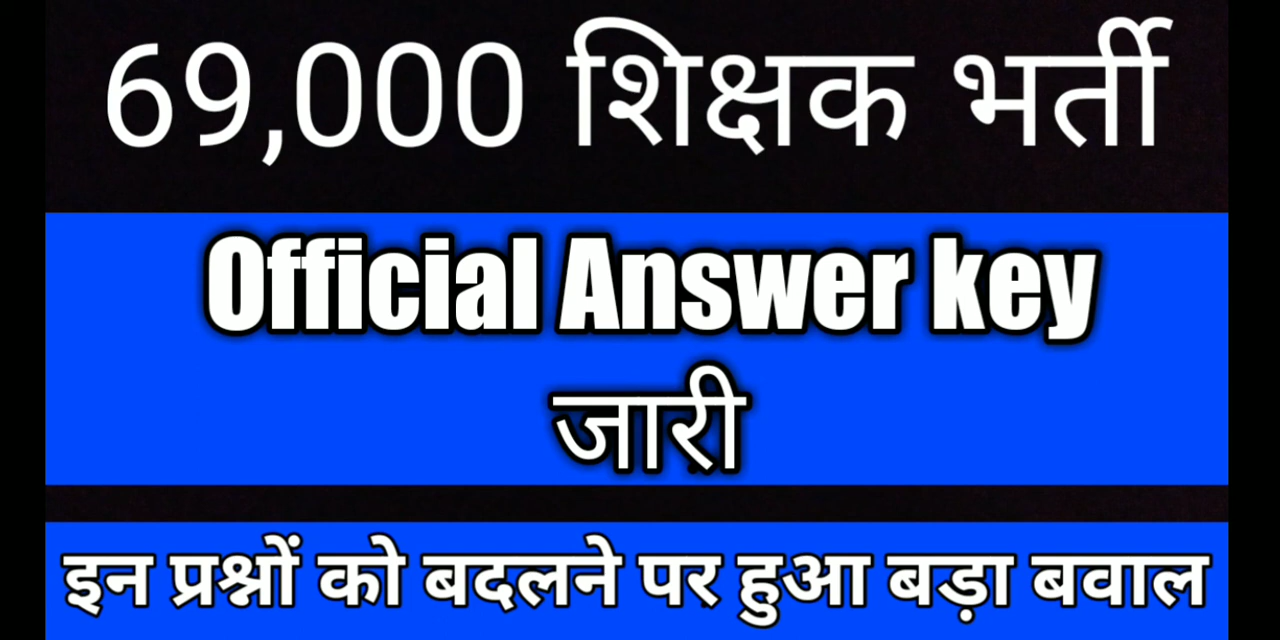 69,000 शिक्षक भर्ती
Official Answer key
जारी
इन प्रश्नों को बदलने पर हुआ बड़ा बवाल